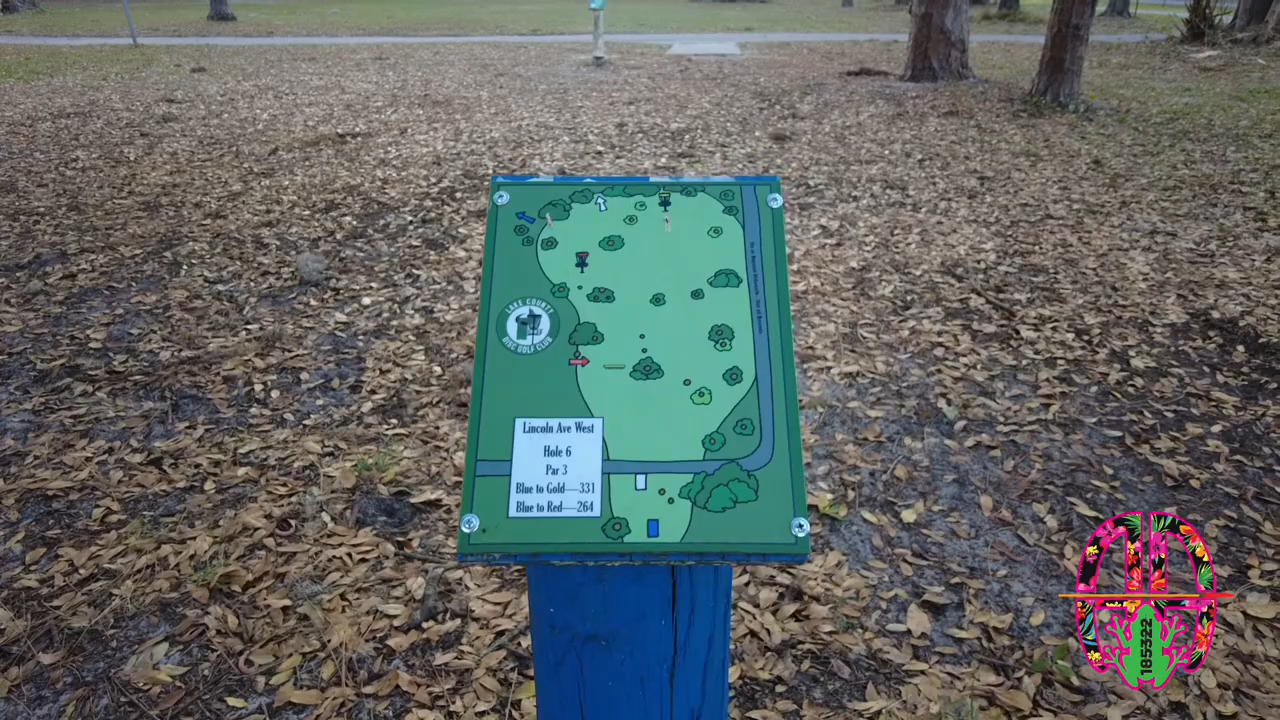 LAKE COUNTY
DISC GOLF CLUB
Lincoln Ave West
Hole 6
Par 3
Blue to Gold—331
Blue to Red—264
185322